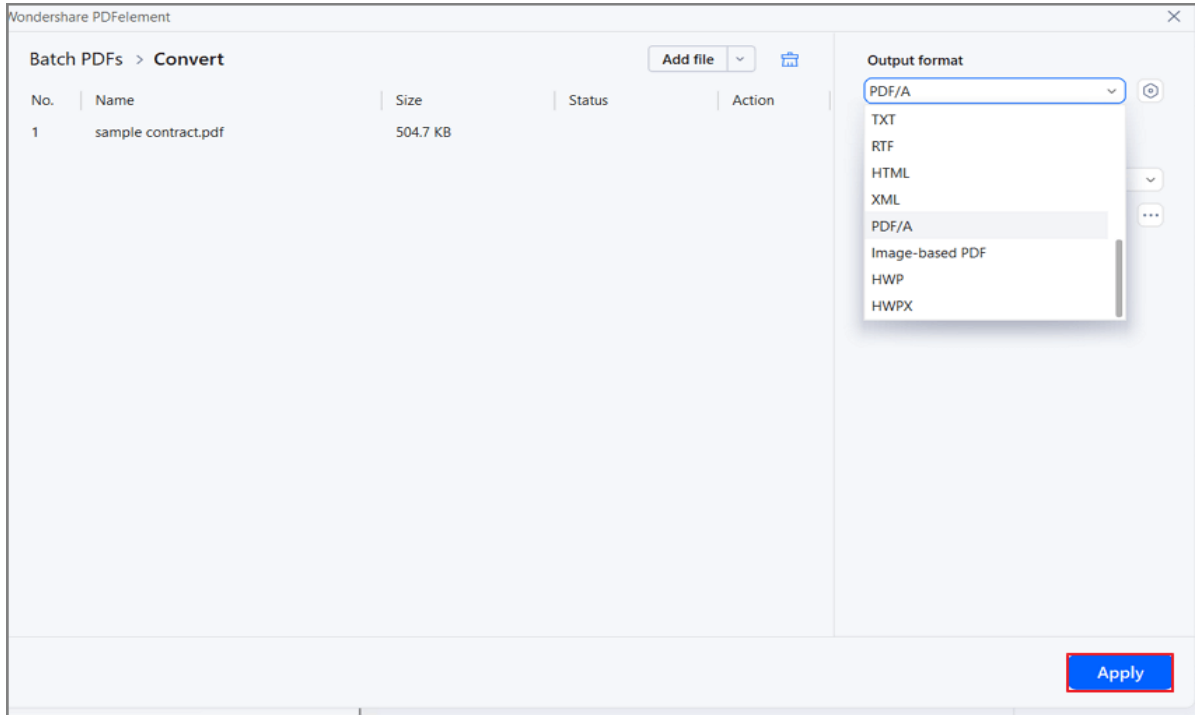 Wondershare PDFelement
Batch PDFs > Convert
Add file
Output format
No. Name Size Status Action
PDF/A
1 sample contract.pdf 504.7 KB
TXT
RTF
HTML
XML
PDF/A
Image-based PDF
HWP
HWPX
Apply